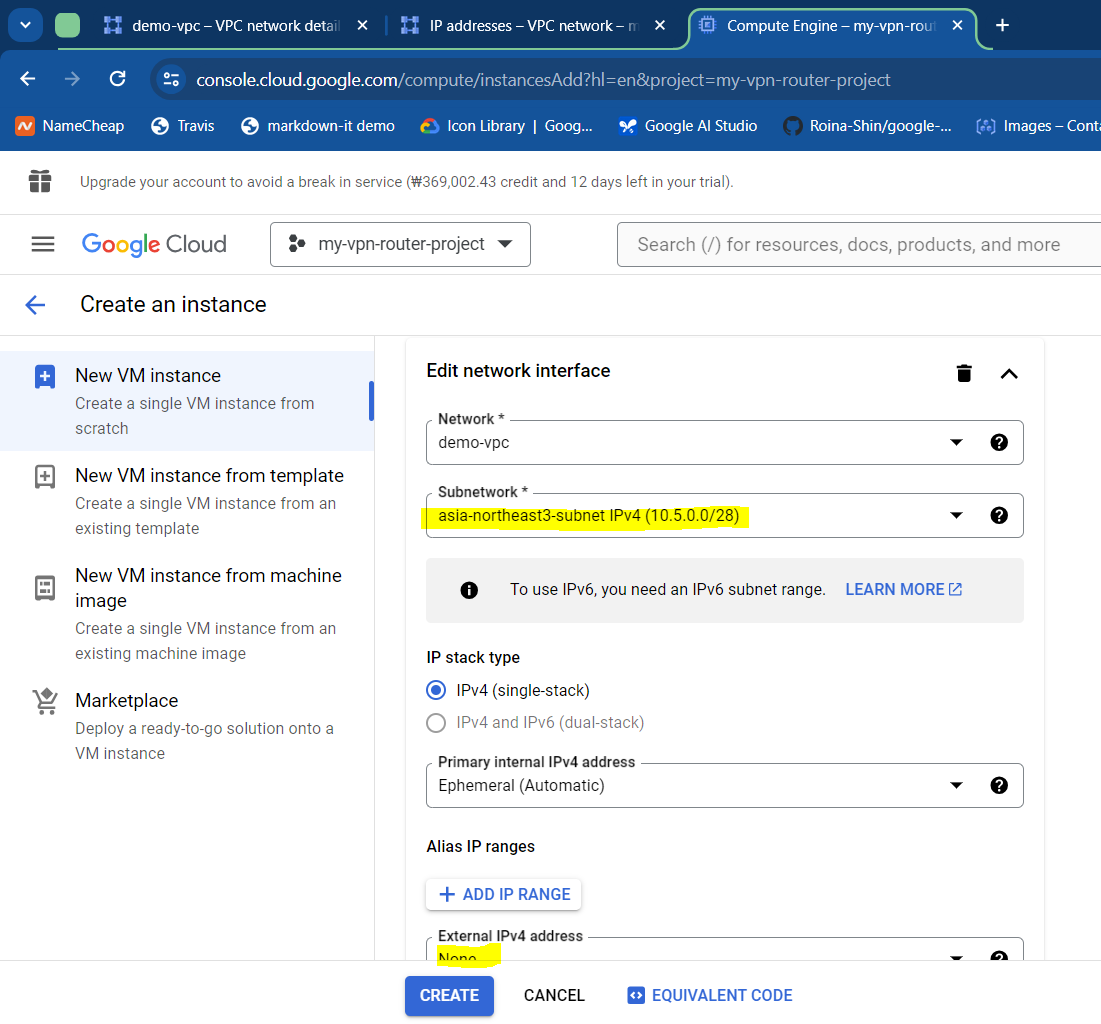 demo-vpc – VPC network detail
IP addresses – VPC network – m
Compute Engine – my-vpn-rout
console.cloud.google.com/compute/instancesAdd?hl=en&project=my-vpn-router-project
NameCheap
Travis
markdown-it demo
Icon Library | Goog...
Google AI Studio
Roina-Shin/google-...
Images – Conta
Upgrade your account to avoid a break in service (₩369,002.43 credit and 12 days left in your trial).
Google Cloud
my-vpn-router-project
Search (/) for resources, docs, products, and more
Create an instance
New VM instance
Create a single VM instance from
scratch
New VM instance from template
Create a single VM instance from an
existing template
New VM instance from machine
image
Create a single VM instance from an
existing machine image
Marketplace
Deploy a ready-to-go solution onto a
VM instance
Edit network interface
Network *
demo-vpc
Subnetwork *
asia-northeast3-subnet IPv4 (10.5.0.0/28)
To use IPv6, you need an IPv6 subnet range. LEARN MORE
IP stack type
IPv4 (single-stack)
IPv4 and IPv6 (dual-stack)
Primary internal IPv4 address
Ephemeral (Automatic)
Alias IP ranges
ADD IP RANGE
External IPv4 address
None
CREATE
CANCEL
EQUIVALENT CODE